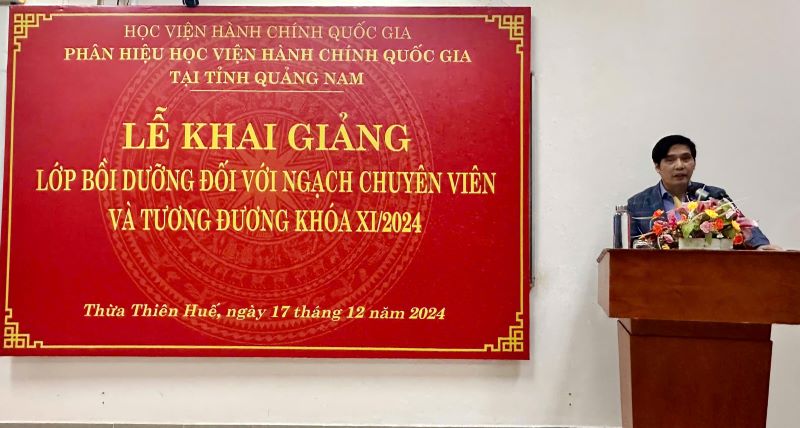 HỌC VIỆN HÀNH CHÍNH QUỐC GIA
PHÂN HIỆU HỌC VIỆN HÀNH CHÍNH QUỐC GIA
TẠI TỈNH QUẢNG NAM
LỄ KHAI GIẢNG
LỚP BỒI DƯỠNG ĐỐI VỚI NGẠCH CHUYÊN VIÊN
VÀ TƯƠNG ĐƯƠNG KHÓA XI/2024
Thừa Thiên Huế, ngày 17 tháng 12 năm 2024